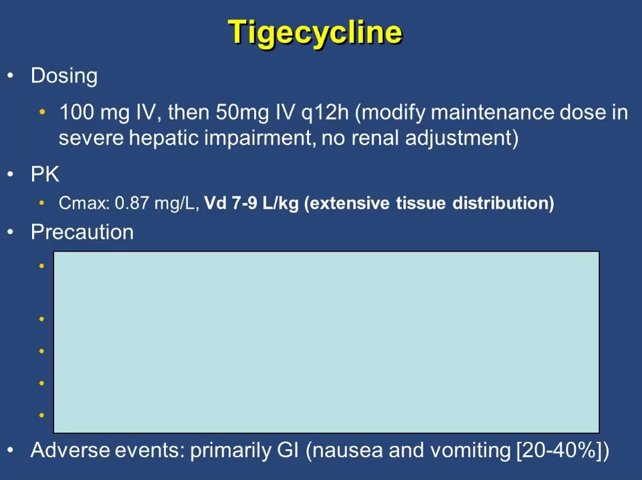 Tigecycline
• Dosing
• 100 mg IV, then 50mg IV q12h (modify maintenance dose in
severe hepatic impairment, no renal adjustment)
• PK
• Cmax: 0.87 mg/L, Vd 7-9 L/kg (extensive tissue distribution)
• Precaution
• Adverse events: primarily GI (nausea and vomiting [20-40%])